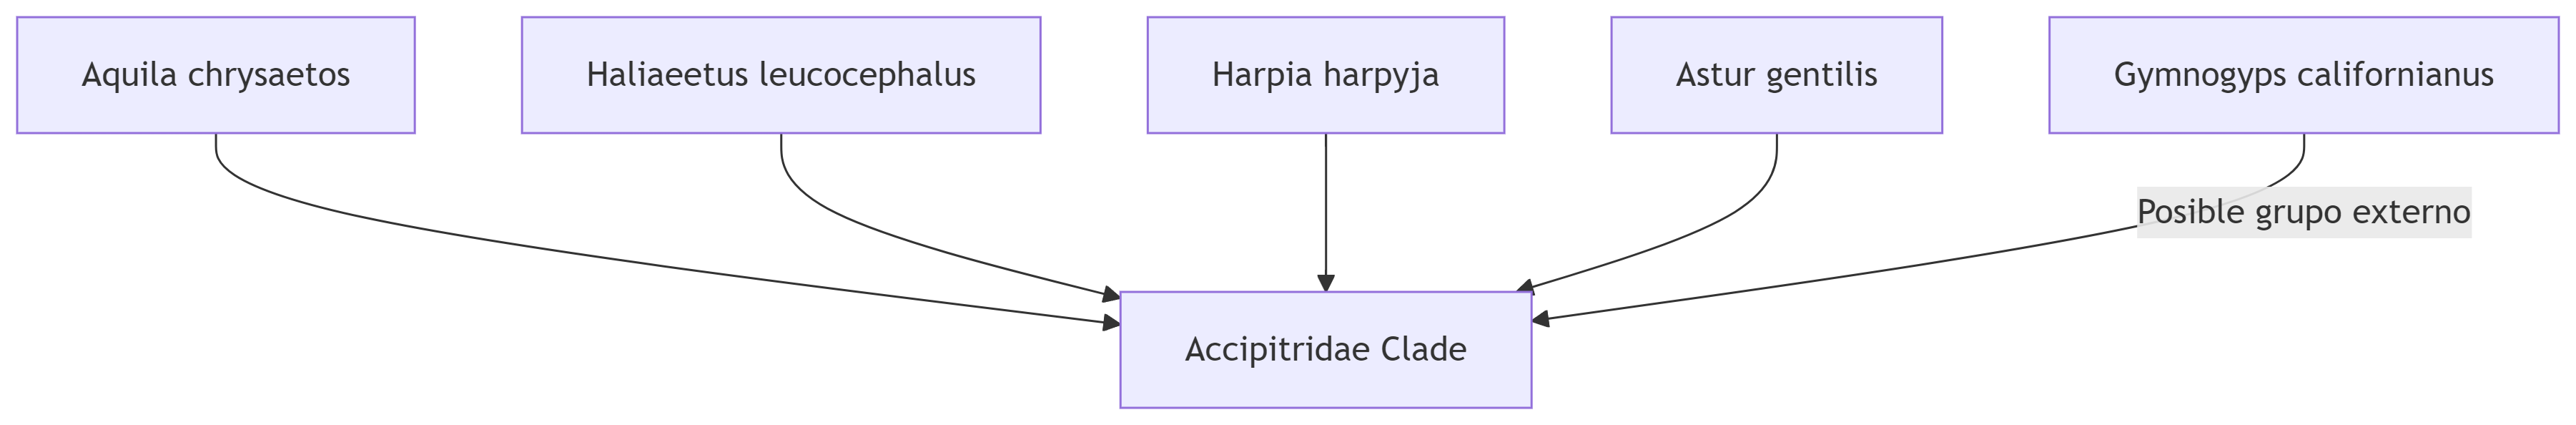 Aquila chrysaetos
Haliaeetus leucocephalus
Harpia harpyja
Astur gentilis
Gymnogyps californianus
Posible grupo externo
Accipitridae Clade